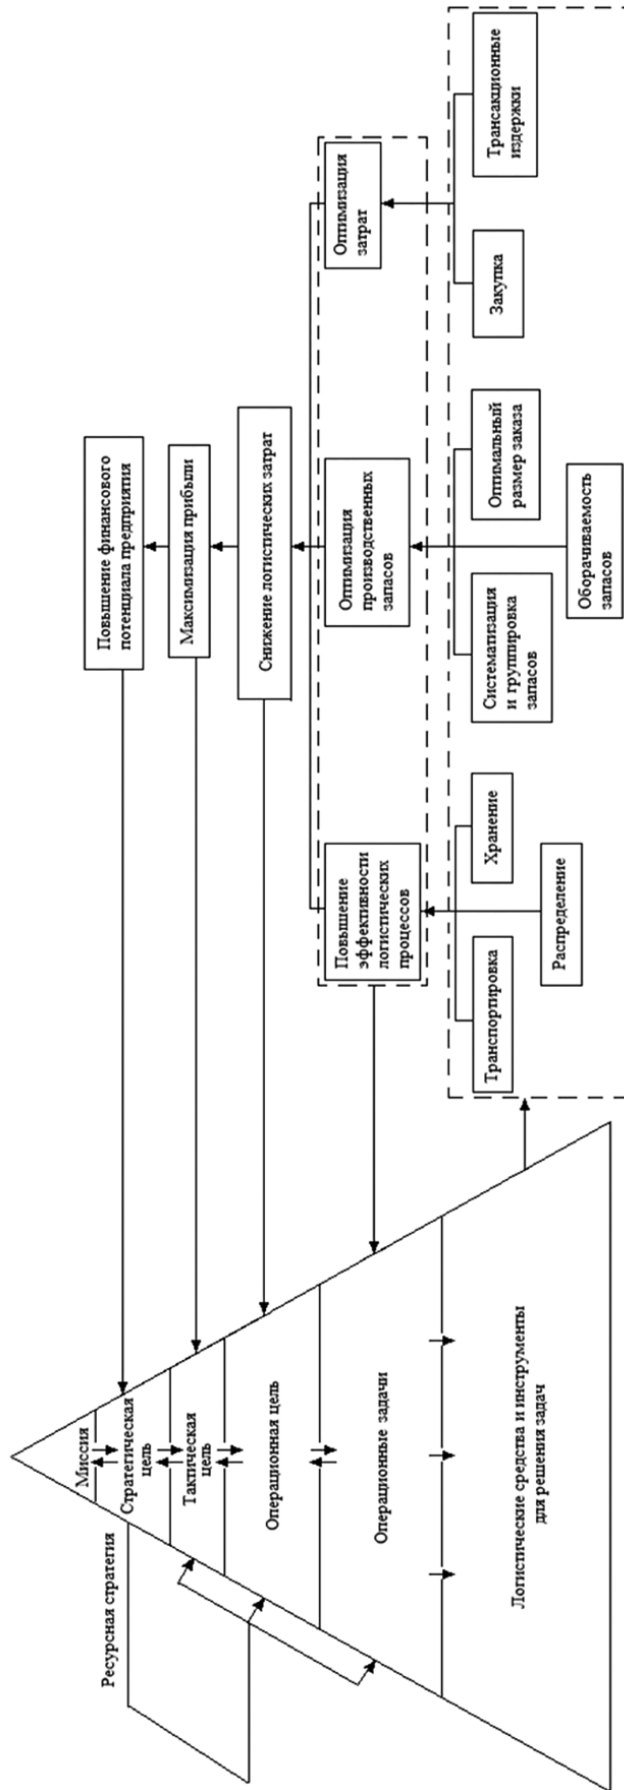 Ресурсная стратегия
Миссия
Стратегическая
цель
Тактическая
цель
Операционная цель
Операционные задачи
Логистические средства и инструменты
для решения задач
Повышение финансового
потенциала предприятия
Максимизация прибыли
Снижение логистических затрат
Повышение
эффективности
логистических
процессов
Оптимизация
производственных
запасов
Оптимизация
затрат
Транспортировка
Хранение
Распределение
Систематизация
и группировка
запасов
Оптимальный
размер заказа
Оборачиваемость
запасов
Закупка
Трансакционные
издержки